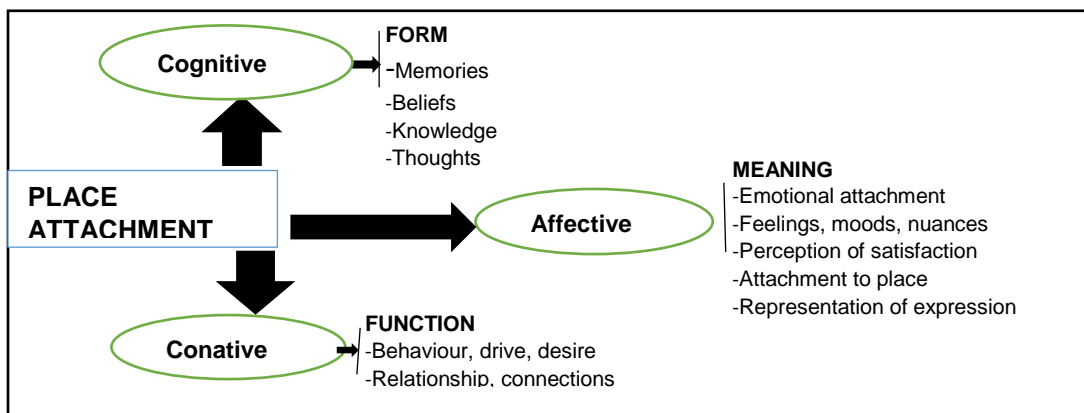 FORM
Cognitive
-Memories
-Beliefs
-Knowledge
-Thoughts
PLACE
ATTACHMENT
MEANING
-Emotional attachment
Affective
-Feelings, moods, nuances
-Perception of satisfaction
-Attachment to place
-Representation of expression
FUNCTION
Conative
-Behaviour, drive, desire
-Relationship, connections